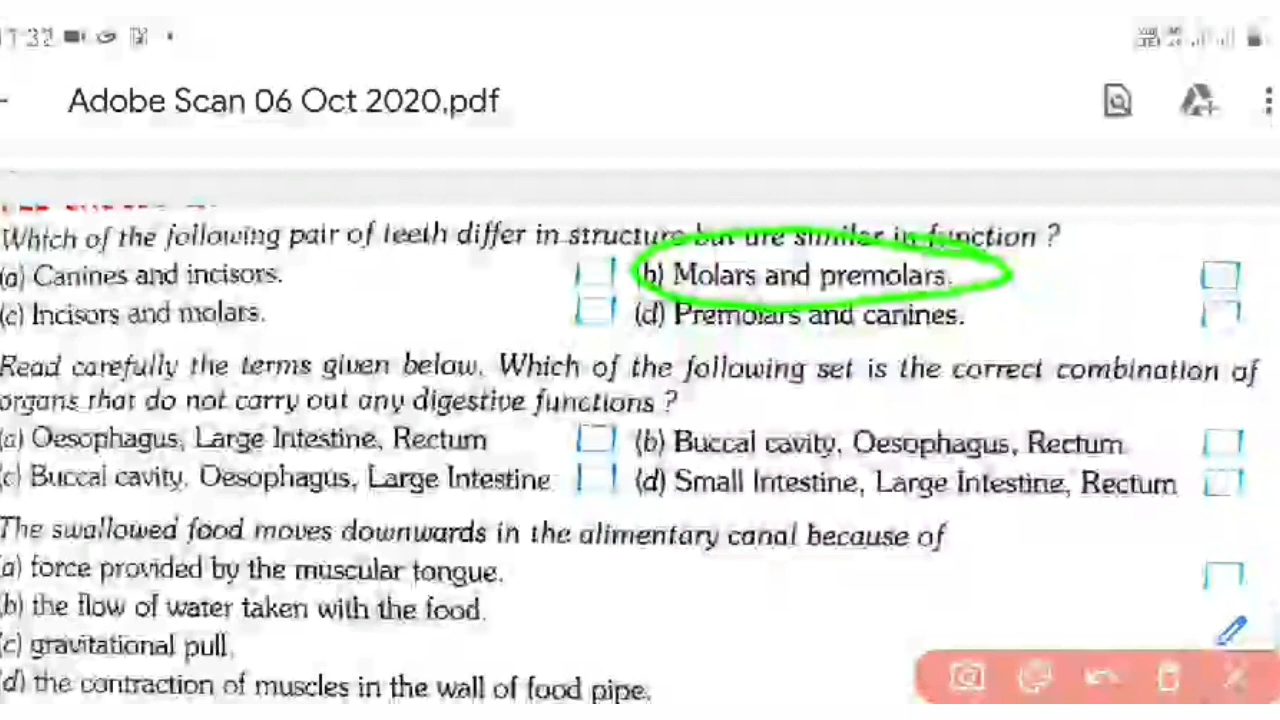 Adobe Scan 06 Oct 2020.pdf
Which of the following pair of teeth differ in structure but are similar in function ?
(a) Canines and incisors.
(b) Molars and premolars.
(c) Incisors and molars.
(d) Premolars and canines.
Read carefully the terms given below. Which of the following set is the correct combination of
organs that do not carry out any digestive functions ?
(a) Oesophagus, Large Intestine, Rectum
(b) Buccal cavity, Oesophagus, Rectum
(c) Buccal cavity, Oesophagus, Large Intestine
(d) Small Intestine, Large Intestine, Rectum
The swallowed food moves downwards in the alimentary canal because of
(a) force provided by the muscular tongue.
(b) the flow of water taken with the food.
(c) gravitational pull.
(d) the contraction of muscles in the wall of food pipe.